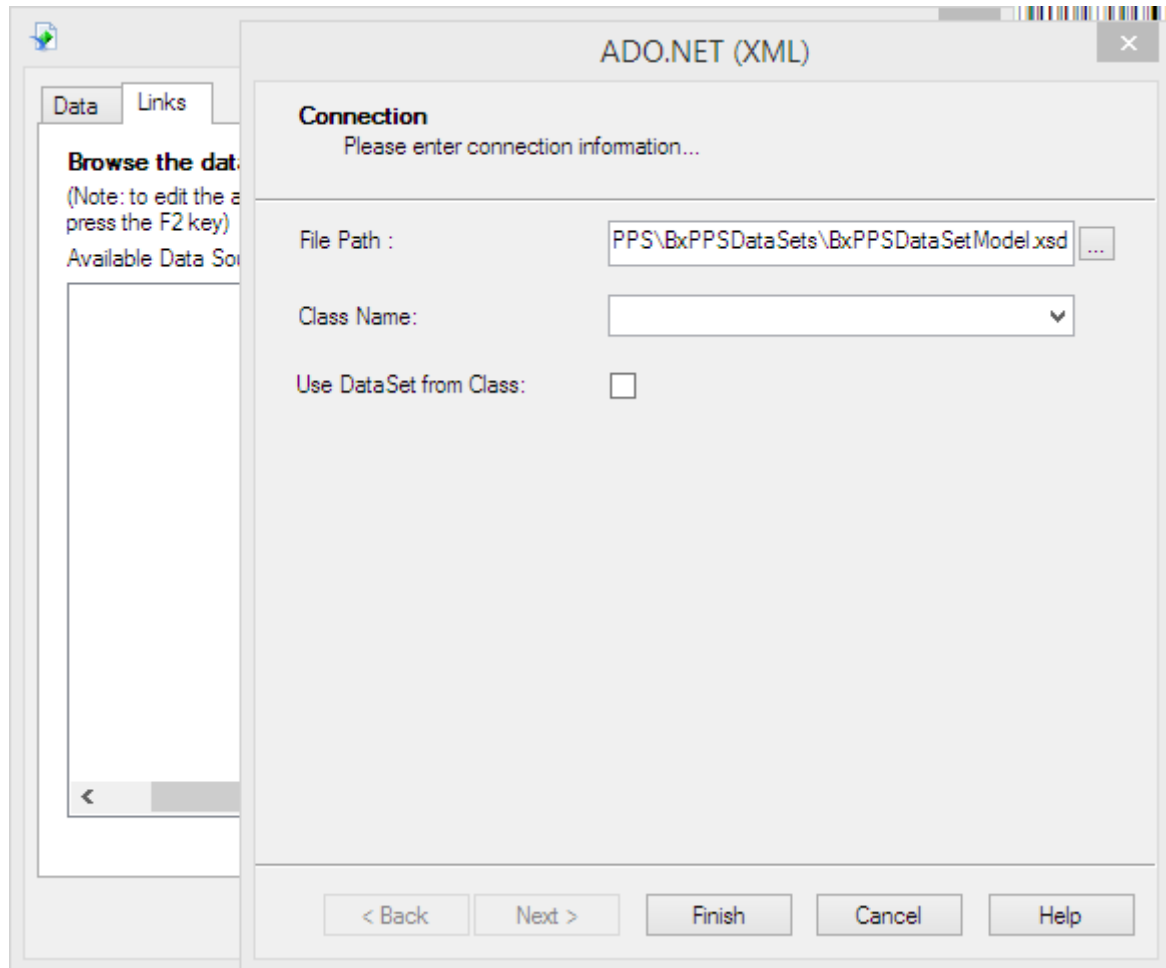 ADO.NET (XML)
Data
Links
Browse the dat
(Note: to edit the a
press the F2 key)
Available Data Sou
Connection
Please enter connection information...
File Path :
PPS\BxPPSDataSets\BxPPSDataSetModel.xsd
...
Class Name:
Use DataSet from Class:
< Back
Next >
Finish
Cancel
Help